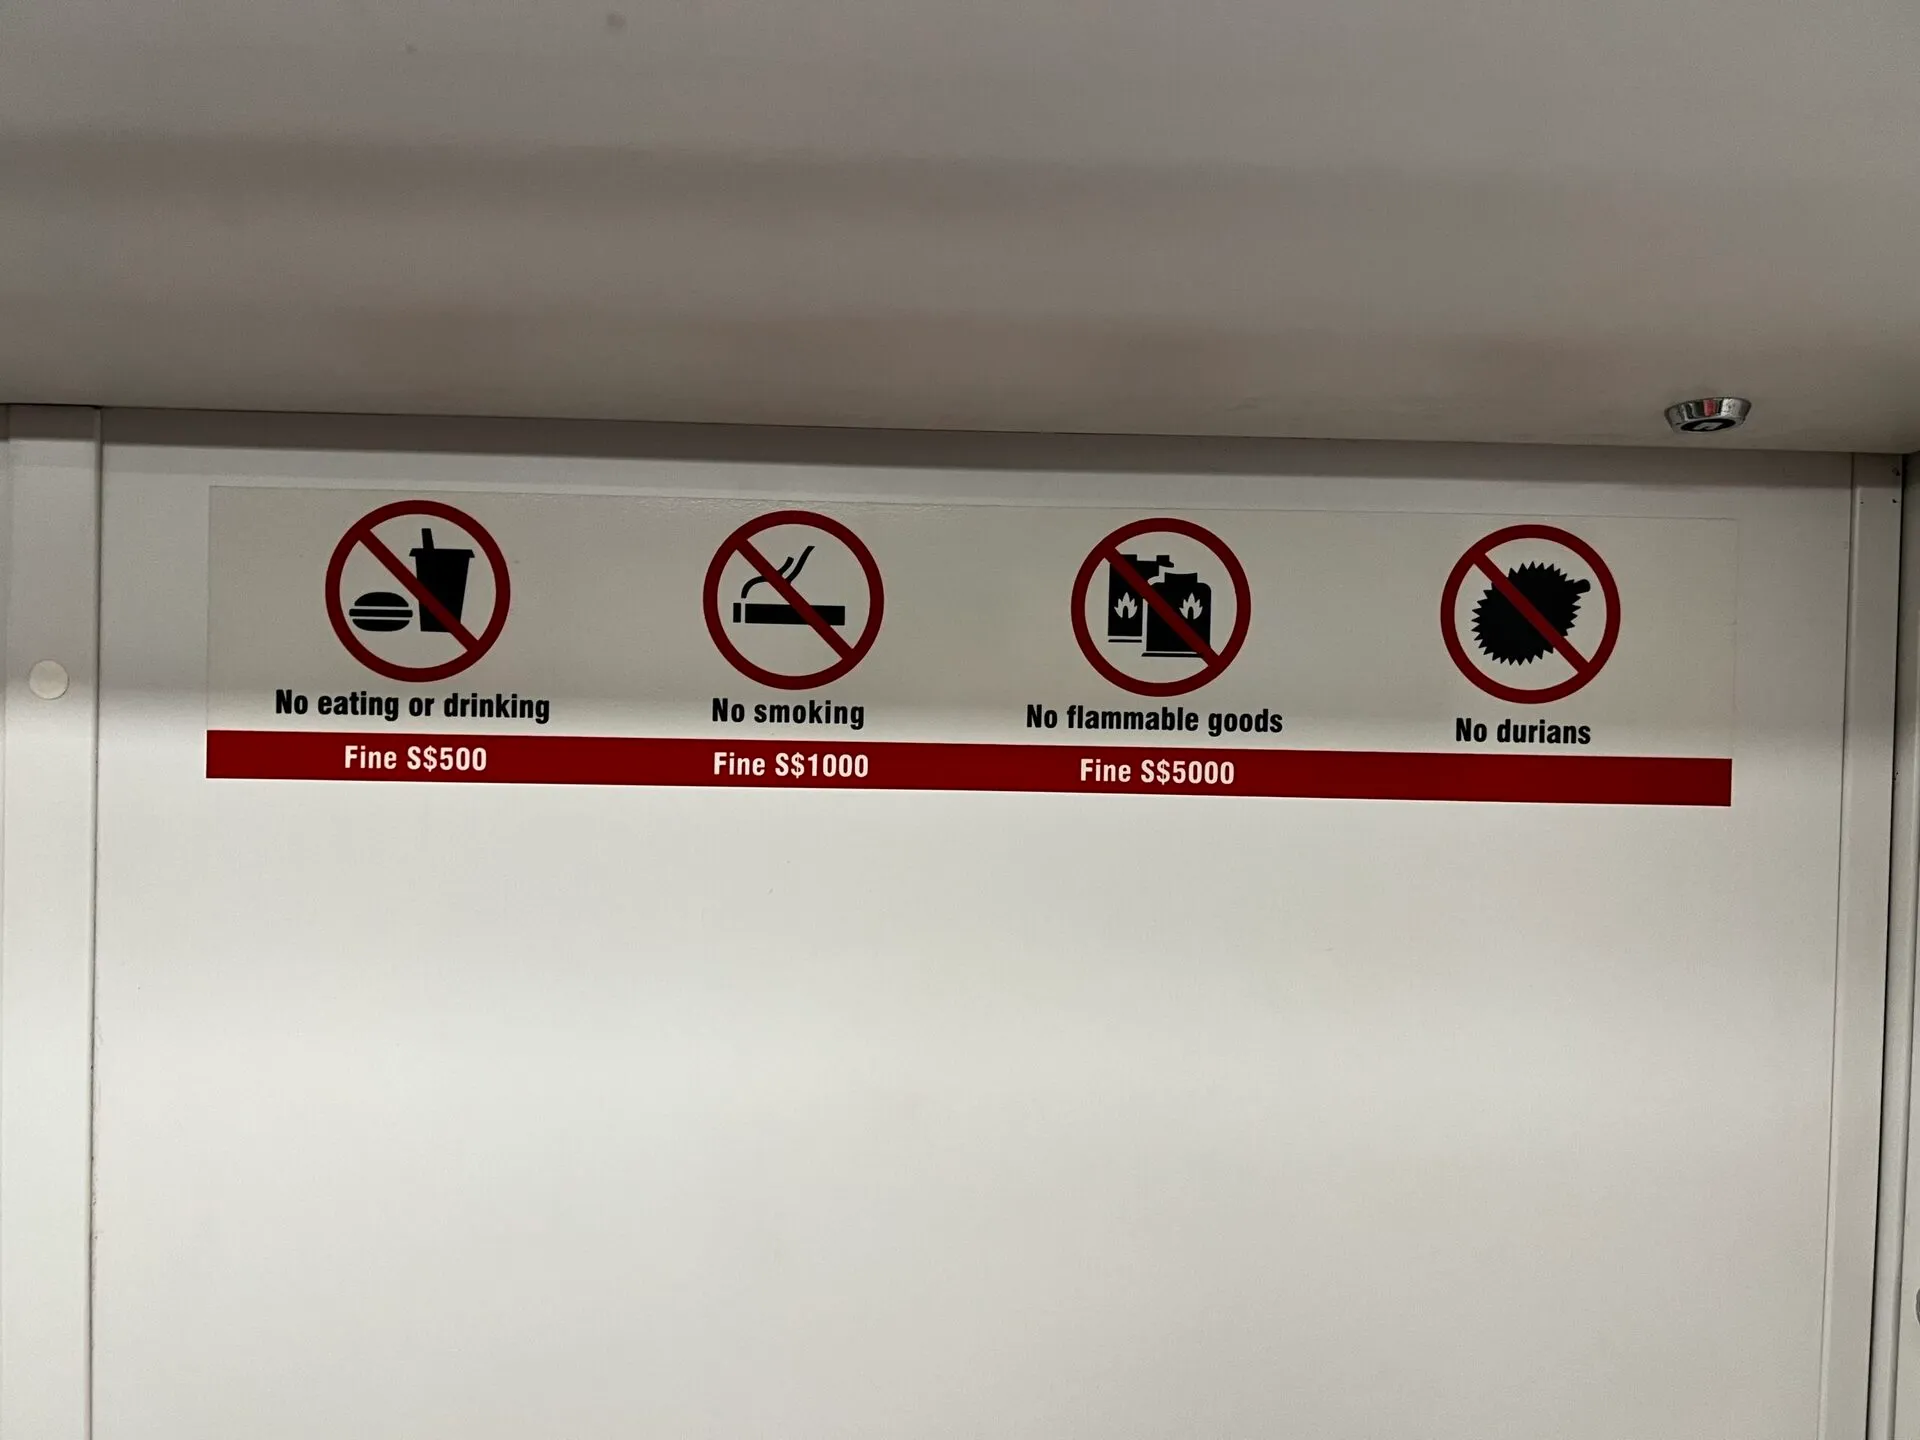 No eating or drinking
Fine S$500
No smoking
Fine S$1000
No flammable goods
Fine S$5000
No durians